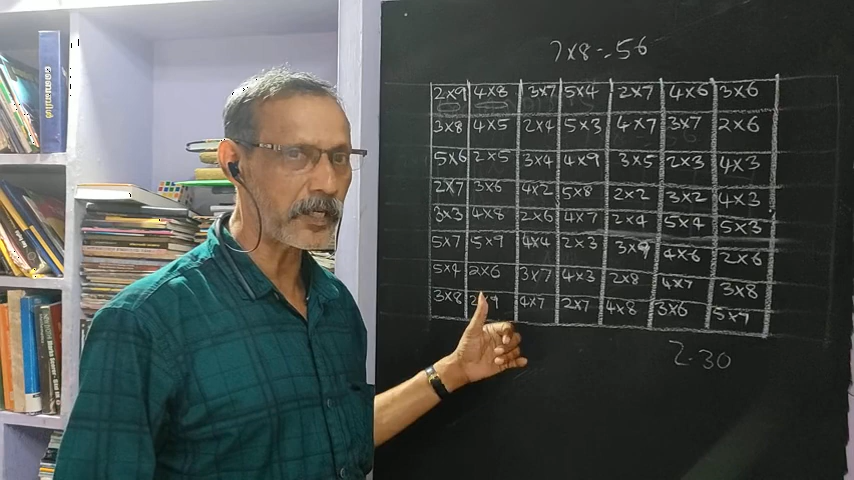 7x8=56
2x9 4x8 3x7 5x4 2x7 4x6 3x6
3x8 4x5 2x4 5x3 4x7 3x7 2x6
5x6 2x5 3x4 4x9 3x5 2x3 4x3
2x7 3x6 4x2 5x8 2x2 3x2 4x3
3x3 4x8 2x6 4x7 2x4 5x4 5x3
5x7 5x9 4x4 2x3 3x9 4x6 2x6
5x4 2x6 3x7 4x3 2x8 4x7 3x8
3x8 2x9 4x7 2x7 4x8 3x6 5x7
2.30